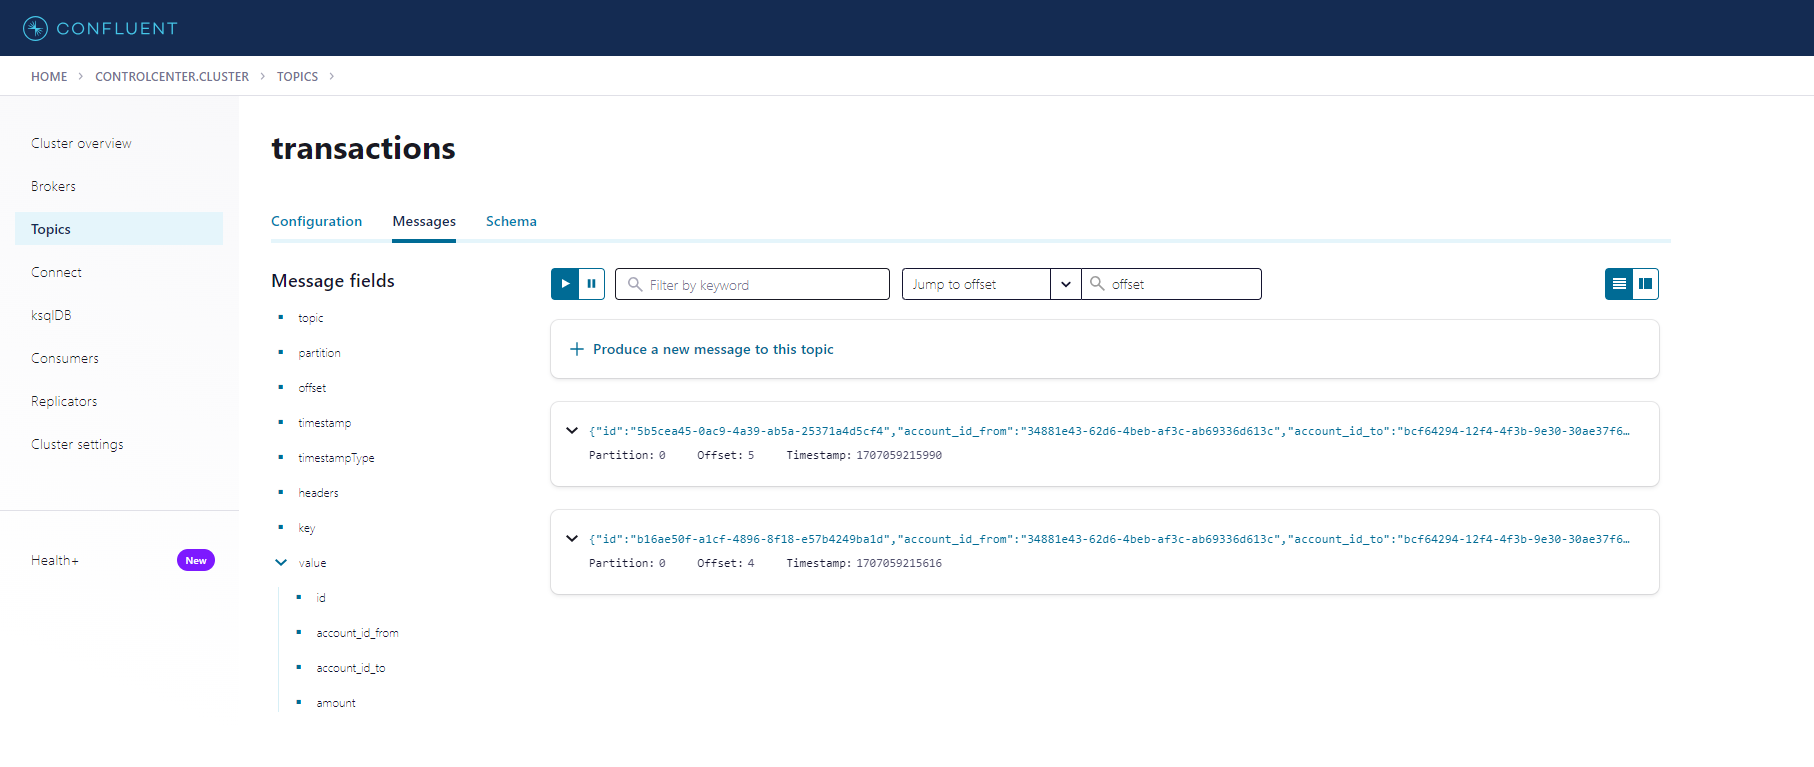 CONFLUENT
HOME > CONTROLCENTER.CLUSTER > TOPICS >
Cluster overview
Brokers
Topics
Connect
ksqlDB
Consumers
Replicators
Cluster settings
Health+ New
transactions
Configuration Messages Schema
Message fields
topic
partition
offset
timestamp
timestampType
headers
key
value
id
account_id_from
account_id_to
amount
Filter by keyword
Jump to offset
offset
Produce a new message to this topic
{"id":"5b5cea45-0ac9-4a39-ab5a-25371a4d5cf4","account_id_from":"34881e43-62d6-4beb-af3c-ab69336d613c","account_id_to":"bcf64294-12f4-4f3b-9e30-30ae37f6…
Partition: 0 Offset: 5 Timestamp: 1707059215990
{"id":"b16ae50f-a1cf-4896-8f18-e57b4249ba1d","account_id_from":"34881e43-62d6-4beb-af3c-ab69336d613c","account_id_to":"bcf64294-12f4-4f3b-9e30-30ae37f6…
Partition: 0 Offset: 4 Timestamp: 1707059215616